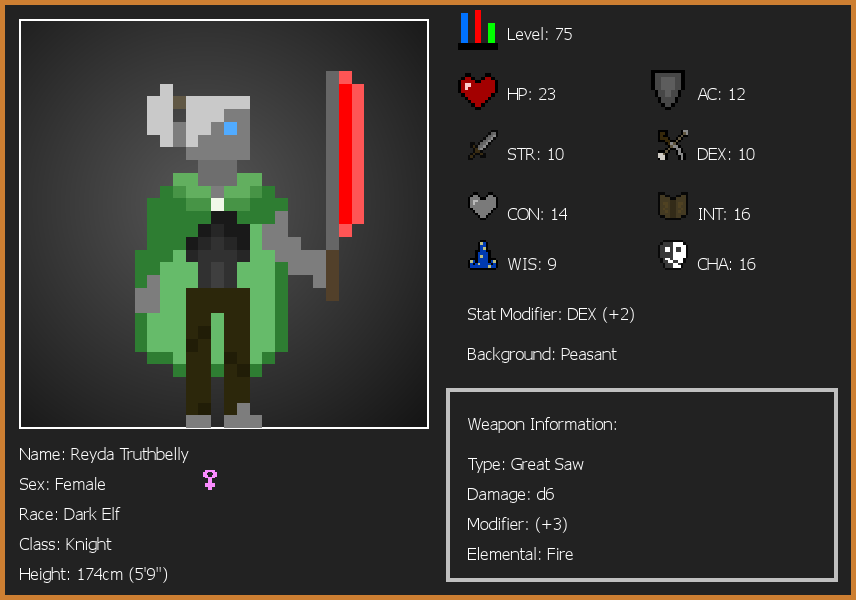 Level: 75
HP: 23
AC: 12
STR: 10
DEX: 10
CON: 14
INT: 16
WIS: 9
CHA: 16
Stat Modifier: DEX (+2)
Background: Peasant
Weapon Information:
Type: Great Saw
Damage: d6
Modifier: (+3)
Elemental: Fire
Name: Reyda Truthbelly
Sex: Female
Race: Dark Elf
Class: Knight
Height: 174cm (5'9")